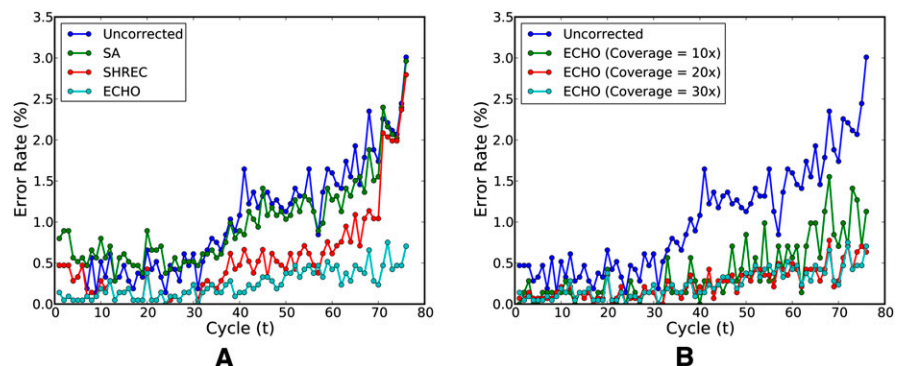 3.5
3.0
2.5
2.0
1.5
1.0
0.5
0.0
Error Rate (%)
Uncorrected
SA
SHREC
ECHO
0 10 20 30 40 50 60 70 80
Cycle (t)
A
3.5
3.0
2.5
2.0
1.5
1.0
0.5
0.0
Error Rate (%)
Uncorrected
ECHO (Coverage = 10x)
ECHO (Coverage = 20x)
ECHO (Coverage = 30x)
0 10 20 30 40 50 60 70 80
Cycle (t)
B